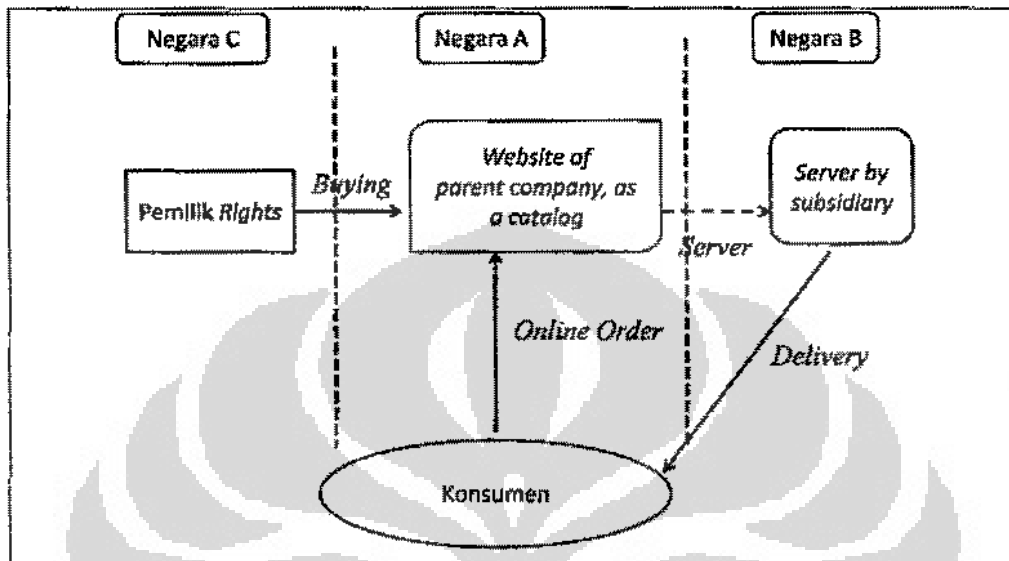 Negara C
Negara A
Negara B
Website of
parent company, as
a catalog
Server by
subsidiary
Pemilik Rights
Buying
Server
Online Order
Delivery
Konsumen